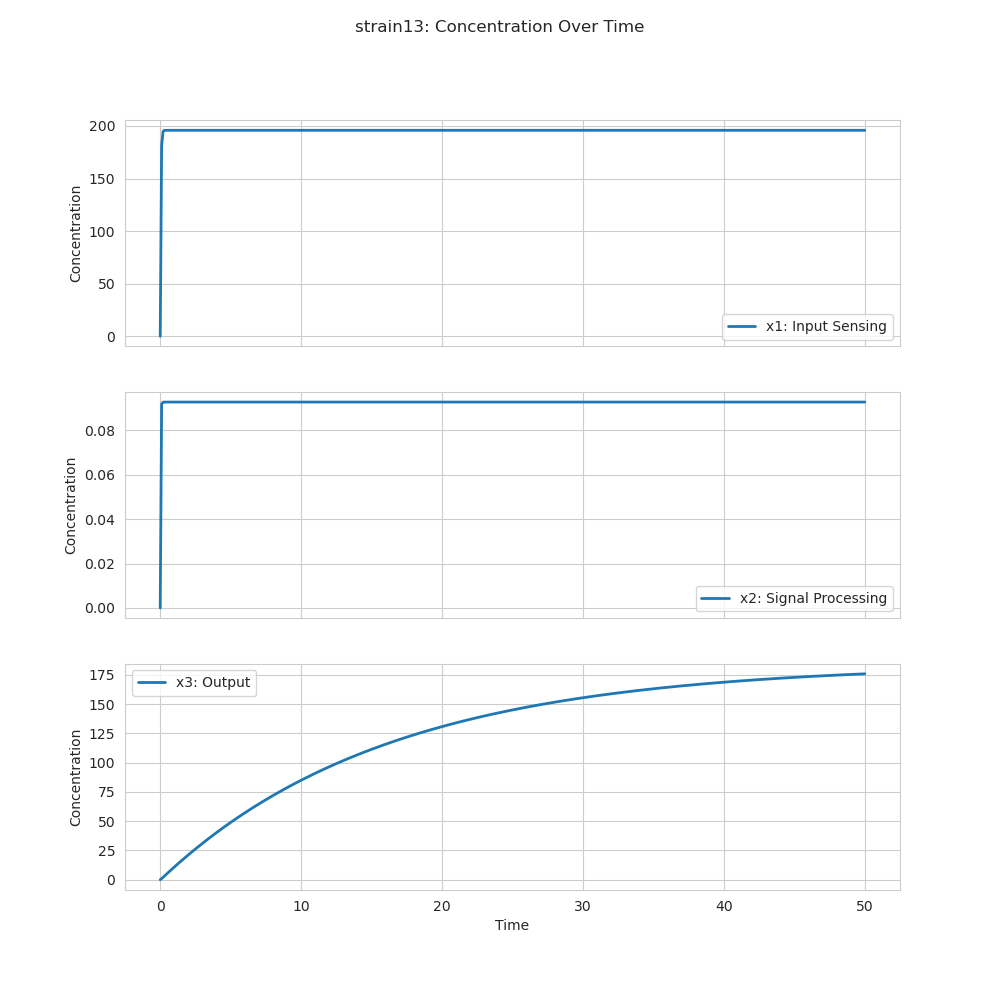 strain13: Concentration Over Time
200
150
100
50
0
Concentration
x1: Input Sensing
0.08
0.06
0.04
0.02
0.00
Concentration
x2: Signal Processing
175
150
125
100
75
50
25
0
Concentration
x3: Output
0 10 20 30 40 50
Time